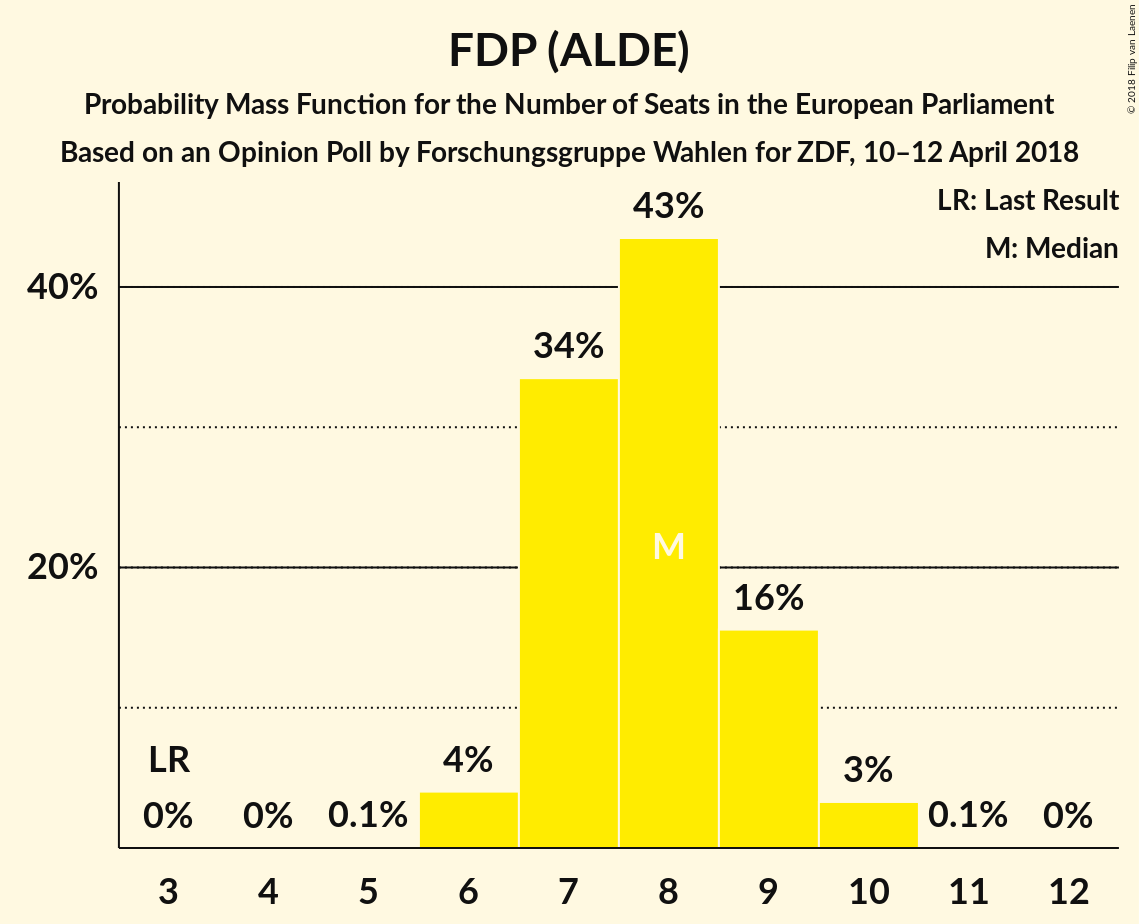 FDP (ALDE)
Probability Mass Function for the Number of Seats in the European Parliament
Based on an Opinion Poll by Forschungsgruppe Wahlen for ZDF, 10–12 April 2018
© 2018 Filip van Laenen
LR: Last Result
M: Median
43%
40%
34%
M
20%
16%
LR
4%
3%
0% 0% 0.1% 0.1% 0%
3 4 5 6 7 8 9 10 11 12